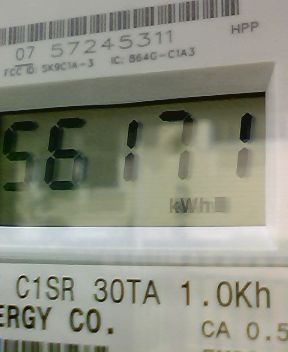 HPP
07 57245311
FCC ID: SK9C1A-3 IC: 864G-C1A3
56171
kWh
C1SR 30TA 1.0Kh
ERGY CO.
CA 0.5